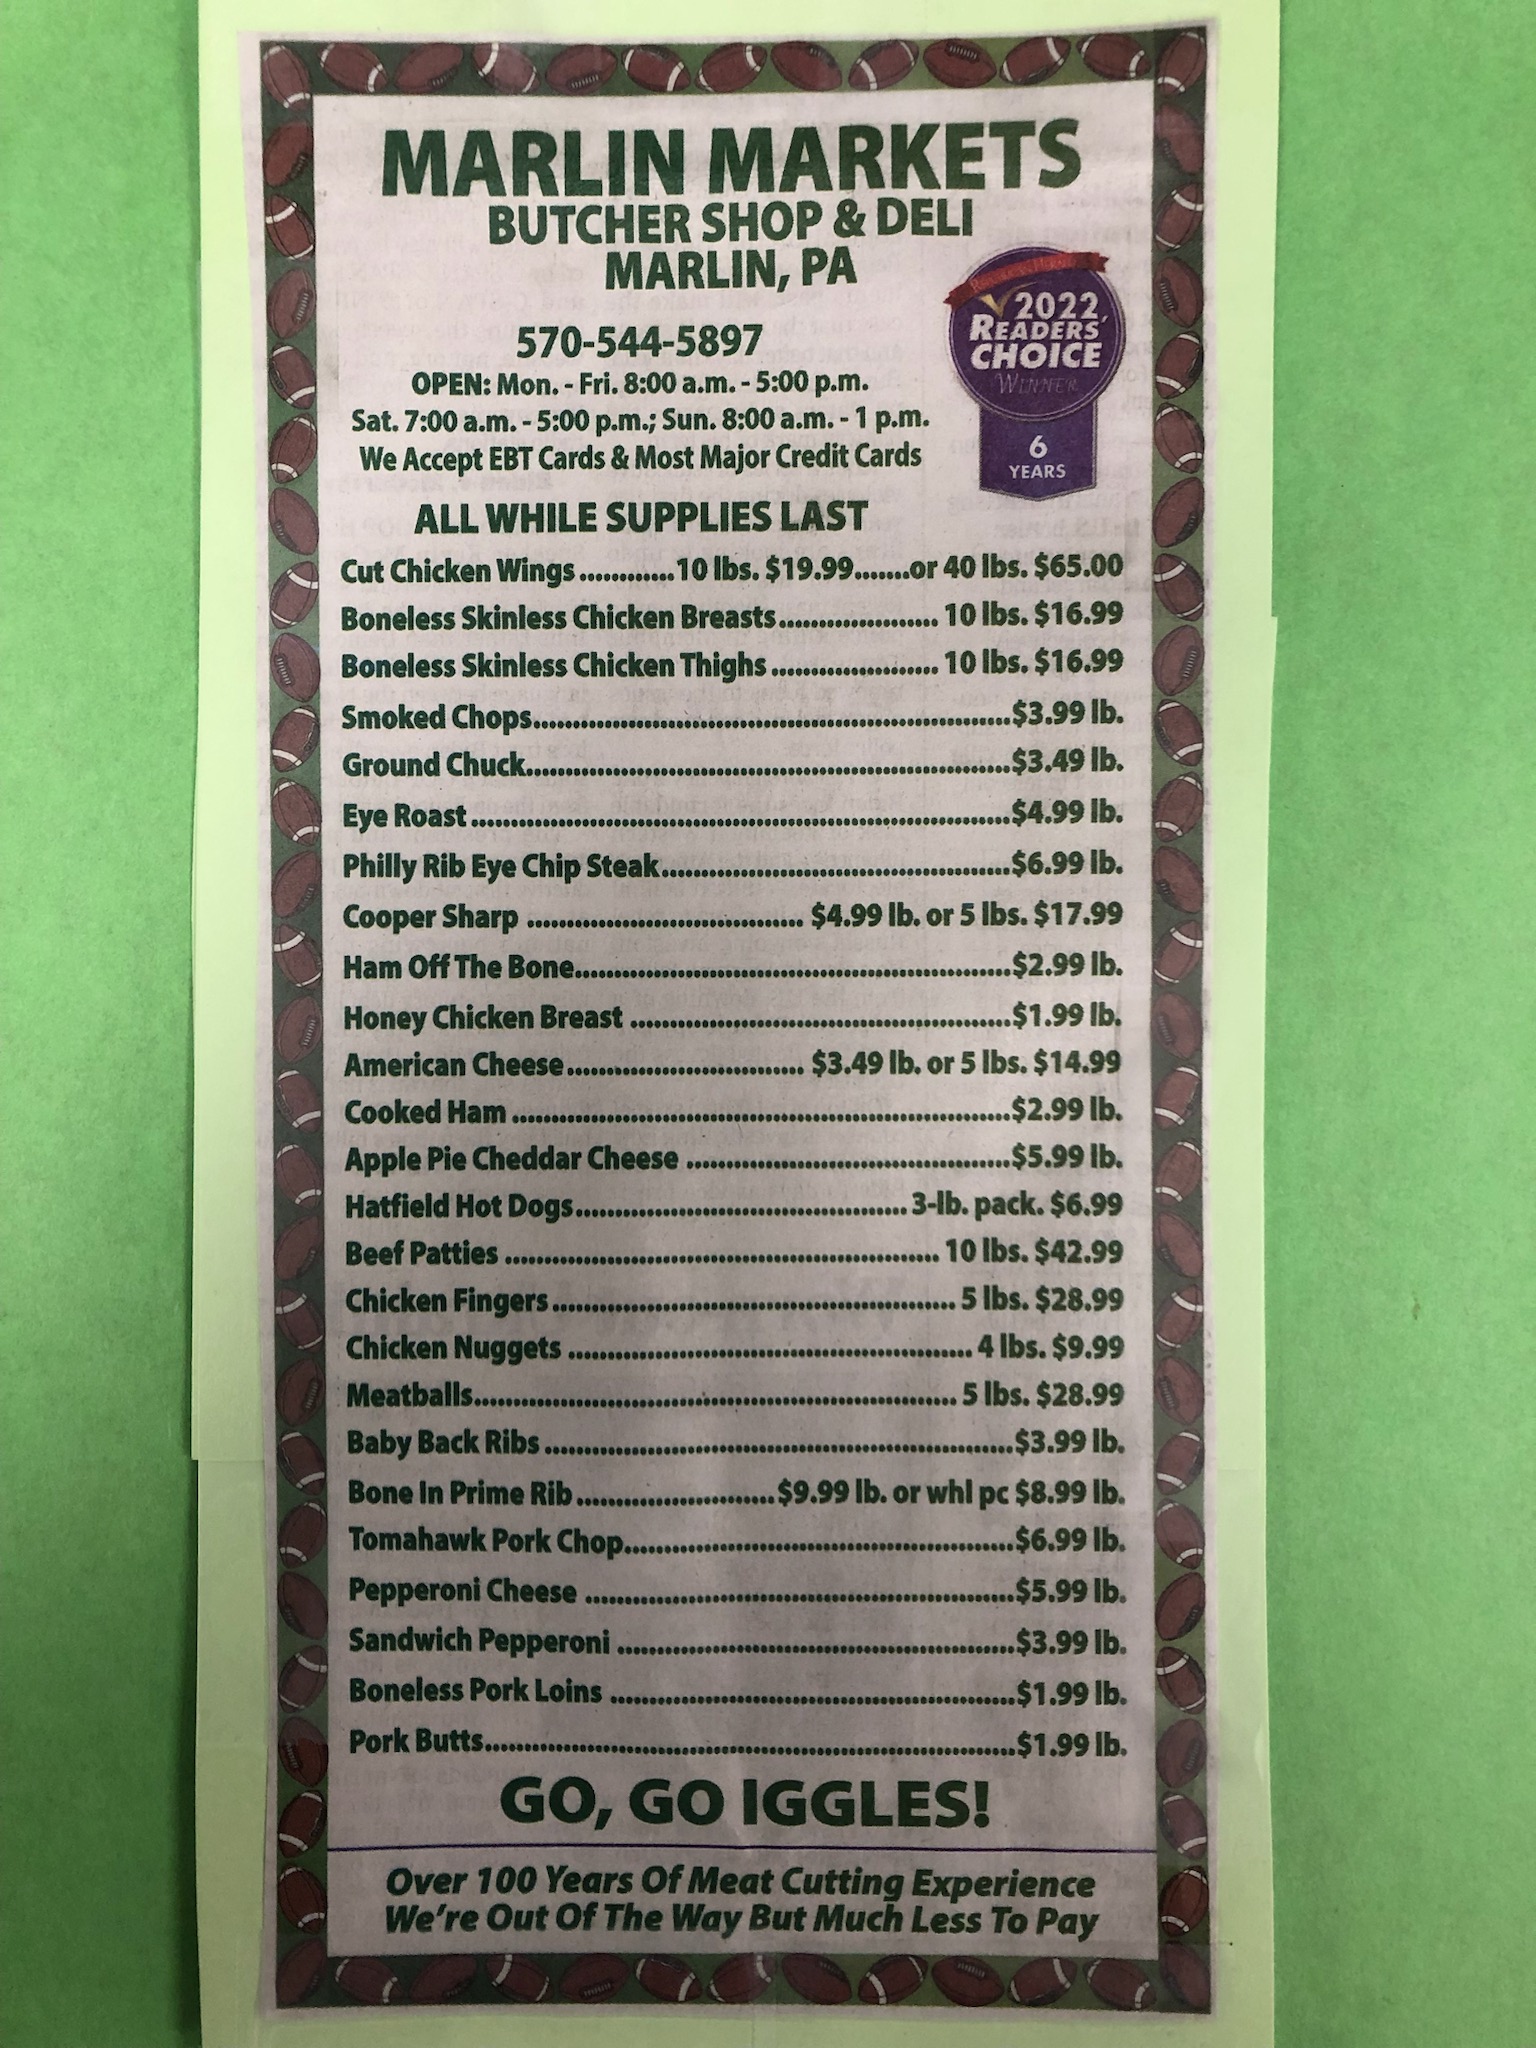 MARLIN MARKETS
BUTCHER SHOP & DELI
MARLIN, PA
570-544-5897
OPEN: Mon. - Fri. 8:00 a.m. - 5:00 p.m.
Sat. 7:00 a.m. - 5:00 p.m.; Sun. 8:00 a.m. - 1 p.m.
We Accept EBT Cards & Most Major Credit Cards
2022
READERS'
CHOICE
WINNER
6
YEARS
ALL WHILE SUPPLIES LAST
Cut Chicken Wings............10 lbs. $19.99.......or 40 lbs. $65.00
Boneless Skinless Chicken Breasts..................... 10 lbs. $16.99
Boneless Skinless Chicken Thighs...................... 10 lbs. $16.99
Smoked Chops..............................................................$3.99 lb.
Ground Chuck...............................................................$3.49 lb.
Eye Roast......................................................................$4.99 lb.
Philly Rib Eye Chip Steak.............................................$6.99 lb.
Cooper Sharp .................................... $4.99 lb. or 5 lbs. $17.99
Ham Off The Bone........................................................$2.99 lb.
Honey Chicken Breast .................................................$1.99 lb.
American Cheese............................... $3.49 lb. or 5 lbs. $14.99
Cooked Ham ................................................................$2.99 lb.
Apple Pie Cheddar Cheese ..........................................$5.99 lb.
Hatfield Hot Dogs........................................... 3-lb. pack. $6.99
Beef Patties ........................................................ 10 lbs. $42.99
Chicken Fingers.................................................... 5 lbs. $28.99
Chicken Nuggets .................................................... 4 lbs. $9.99
Meatballs.............................................................. 5 lbs. $28.99
Baby Back Ribs.............................................................$3.99 lb.
Bone In Prime Rib..........................$9.99 lb. or whl pc $8.99 lb.
Tomahawk Pork Chop..................................................$6.99 lb.
Pepperoni Cheese .......................................................$5.99 lb.
Sandwich Pepperoni ...................................................$3.99 lb.
Boneless Pork Loins ....................................................$1.99 lb.
Pork Butts....................................................................$1.99 lb.
GO, GO IGGLES!
Over 100 Years Of Meat Cutting Experience
We're Out Of The Way But Much Less To Pay